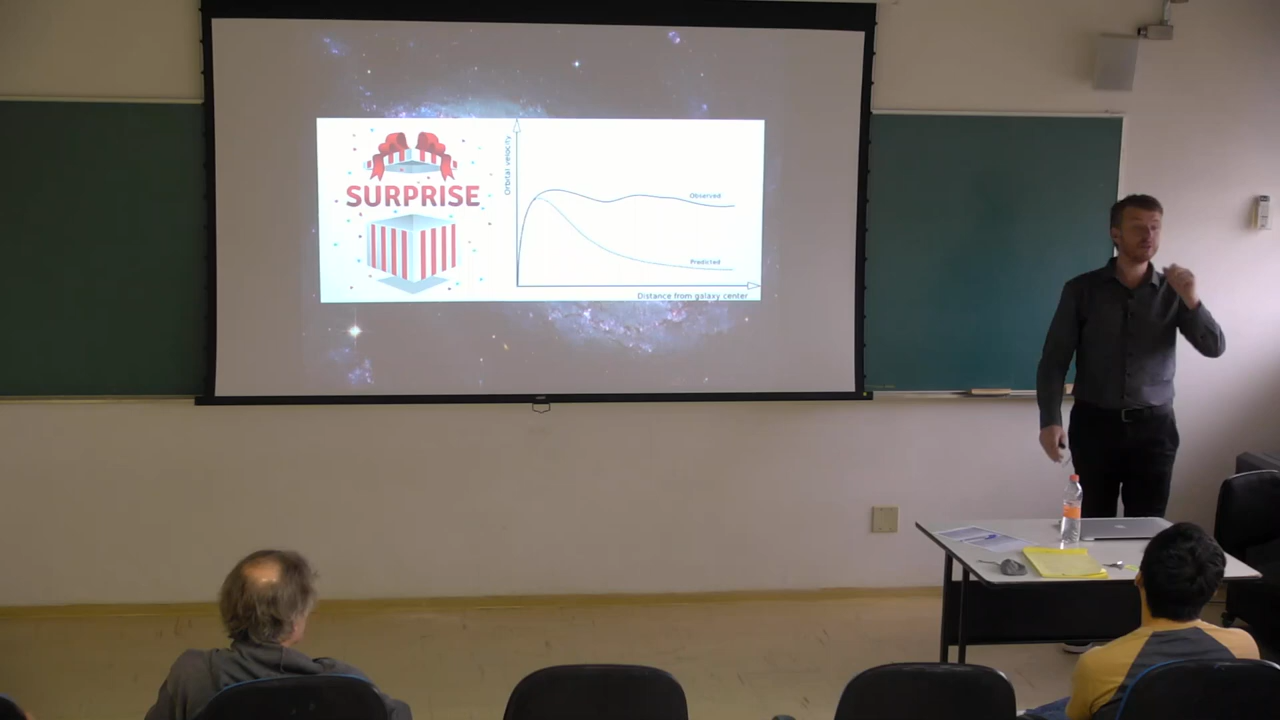 SURPRISE
Orbital velocity
Observed
Predicted
Distance from galaxy center